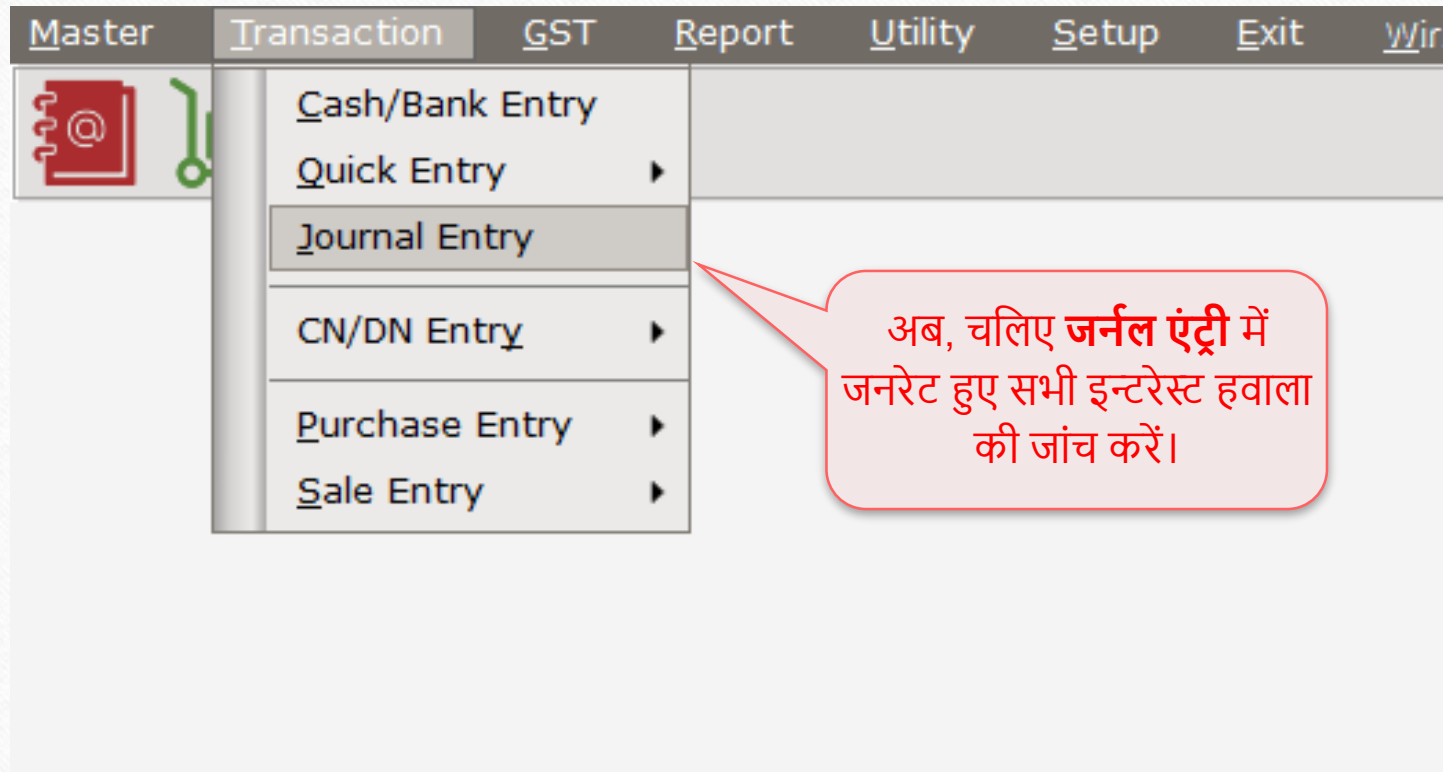 Master Transaction GST Report Utility Setup Exit
@
Cash/Bank Entry
Quick Entry
Journal Entry
CN/DN Entry
Purchase Entry
Sale Entry
अब, चलिए जर्नल एंट्री में
जनरेट हुए सभी इन्टरेस्ट हवाला
की जांच करें।